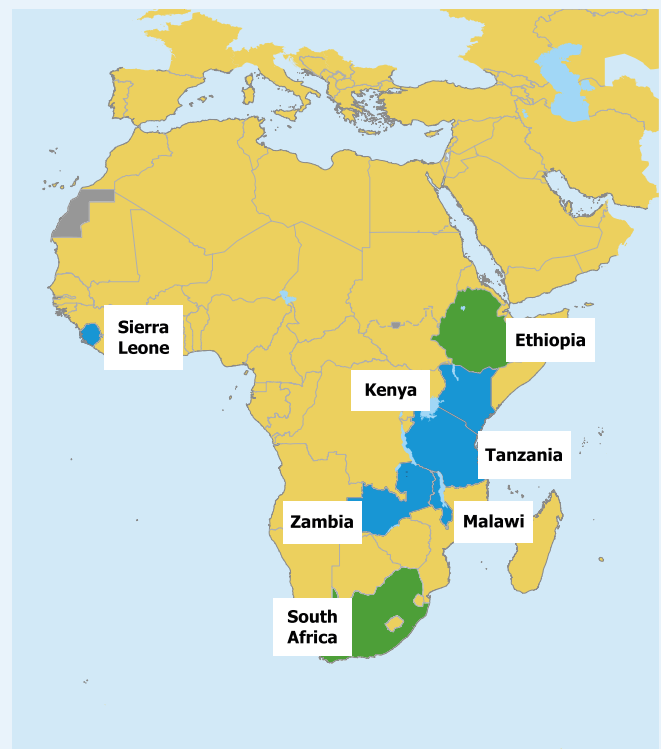 Sierra
Leone
Ethiopia
Kenya
Tanzania
Zambia
Malawi
South
Africa